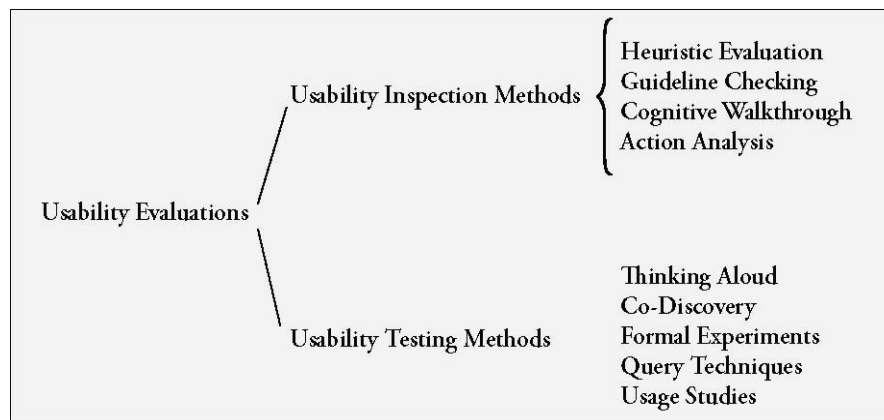 Usability Evaluations
Usability Inspection Methods
Heuristic Evaluation
Guideline Checking
Cognitive Walkthrough
Action Analysis
Usability Testing Methods
Thinking Aloud
Co-Discovery
Formal Experiments
Query Techniques
Usage Studies